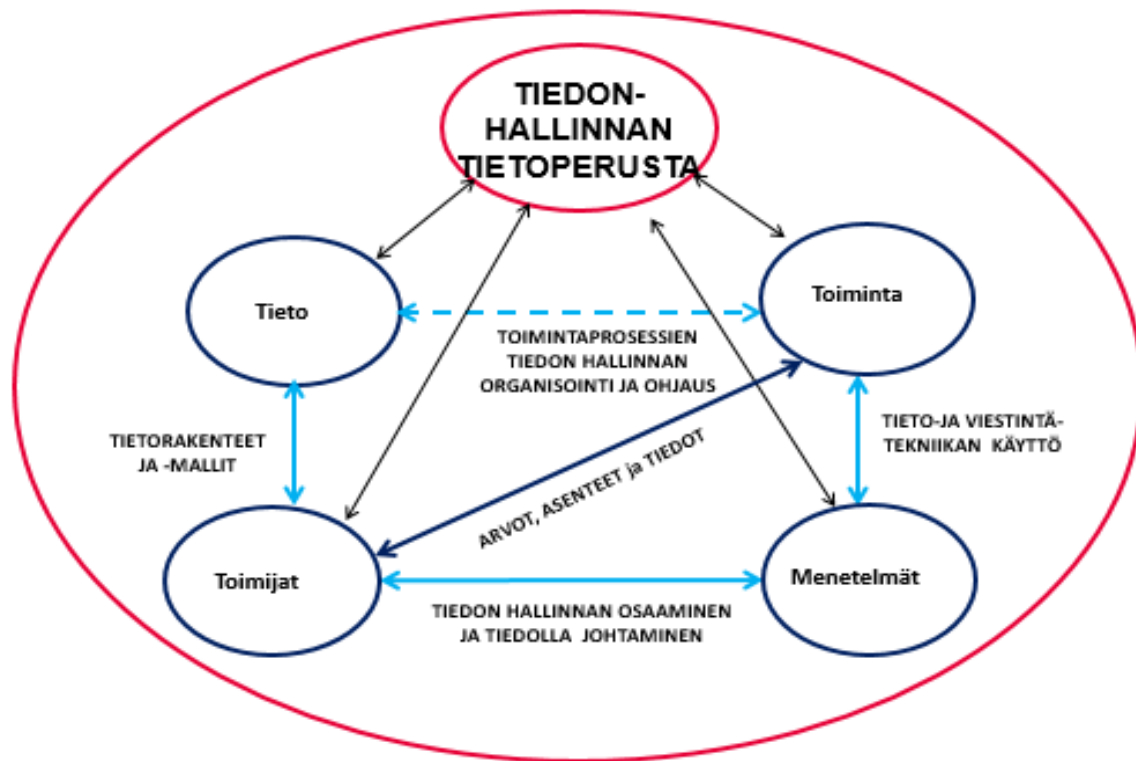 TIEDON-
HALLINNAN
TIETOPERUSTA
Tieto
Toiminta
TOIMINTAPROSESSIEN
TIEDON HALLINNAN
ORGANISOINTI JA OHJAUS
TIETORAKENTEET
JA -MALLIT
TIETO-JA VIESTINTÄ-
TEKNIIKAN KÄYTTÖ
ARVOT, ASENTEET ja TIEDOT
Toimijat
Menetelmät
TIEDON HALLINNAN OSAAMINEN
JA TIEDOLLA JOHTAMINEN